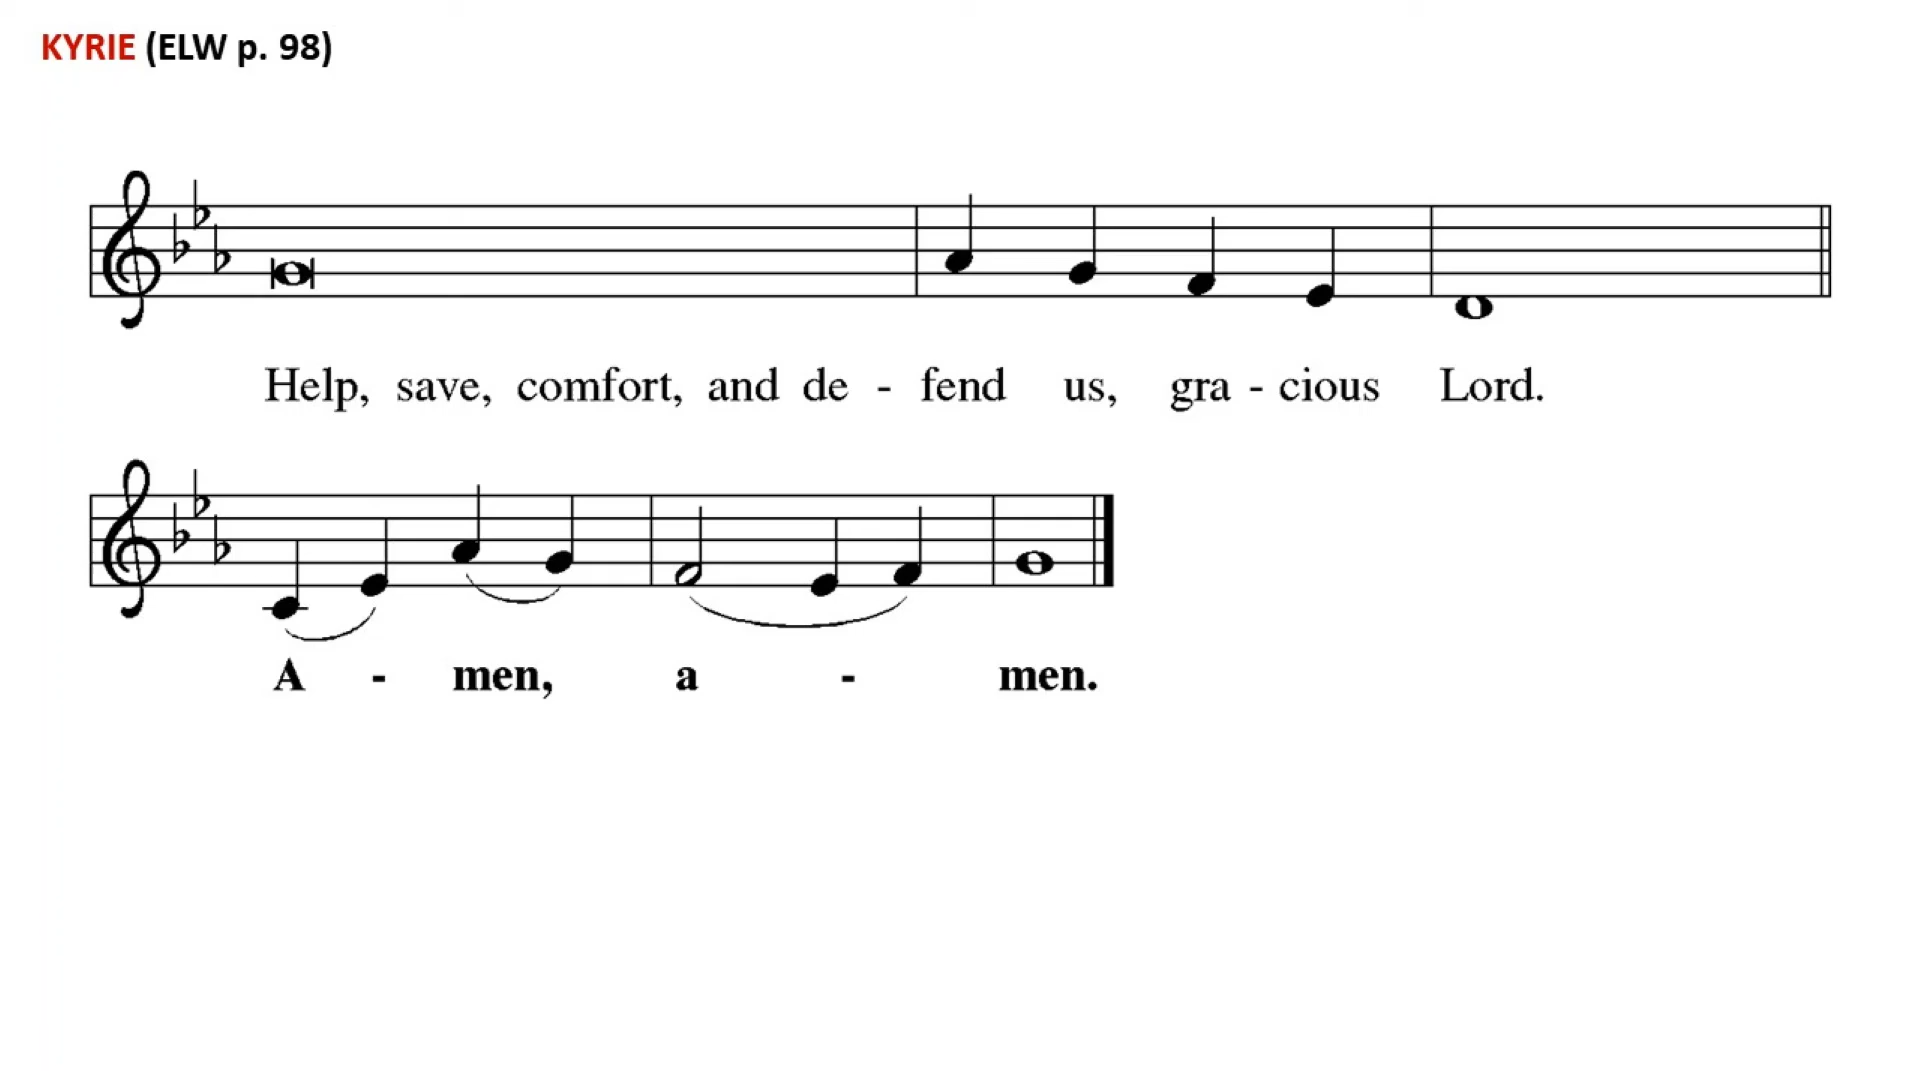 KYRIE (ELW p. 98)
Help, save, comfort, and de - fend us, gra - cious Lord.
A - men, a - men.